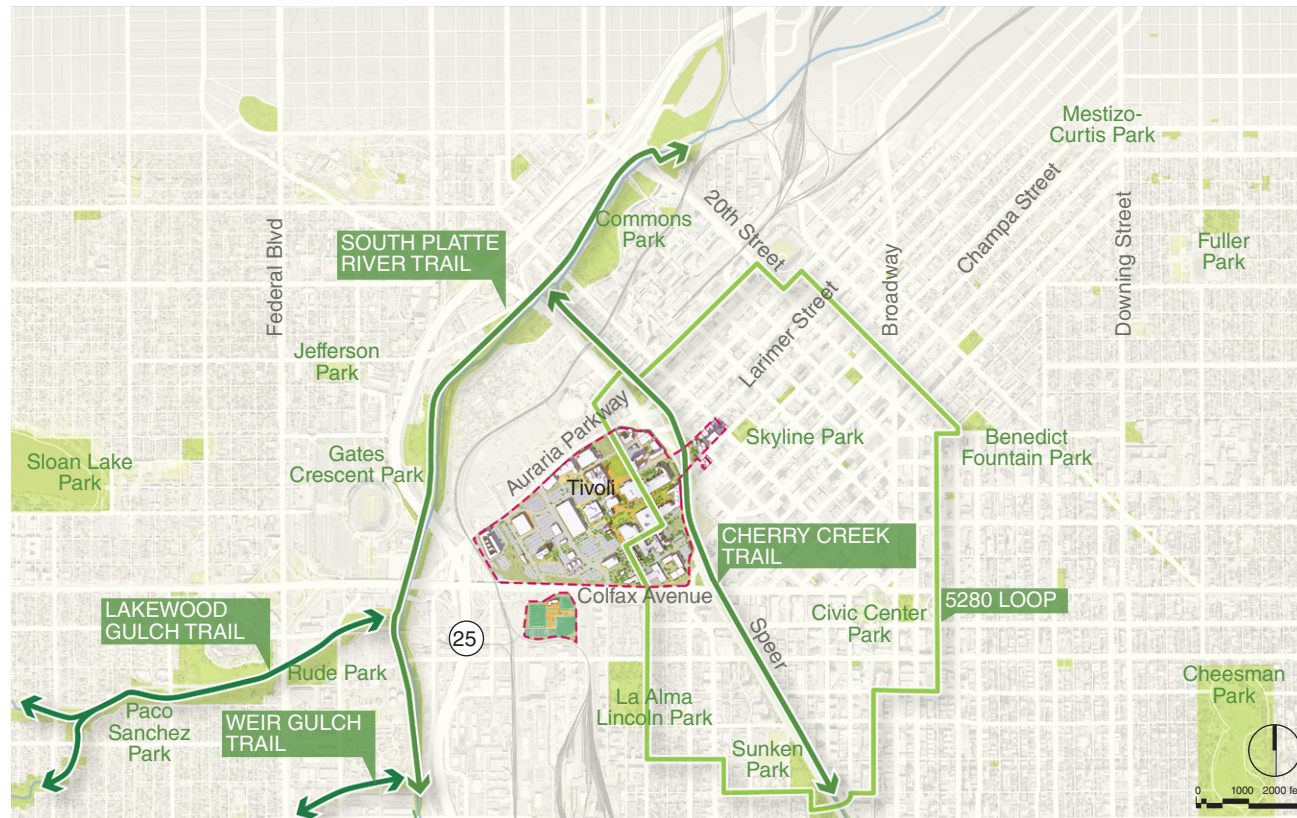 Mestizo-
Curtis Park
20th Street
Commons
Park
Champa Street
Downing Street
Fuller
Park
SOUTH PLATTE
RIVER TRAIL
Federal Blvd
Broadway
Larimer Street
Jefferson
Park
Auraria Parkway
Skyline Park
Benedict
Fountain Park
Gates
Crescent Park
Sloan Lake
Park
Tivoli
CHERRY CREEK
TRAIL
Colfax Avenue
5280 LOOP
Civic Center
Park
LAKEWOOD
GULCH TRAIL
25
Speer
Rude Park
Cheesman
Park
La Alma
Lincoln Park
Paco
Sanchez
Park
WEIR GULCH
TRAIL
Sunken
Park
0 1000 2000 fe